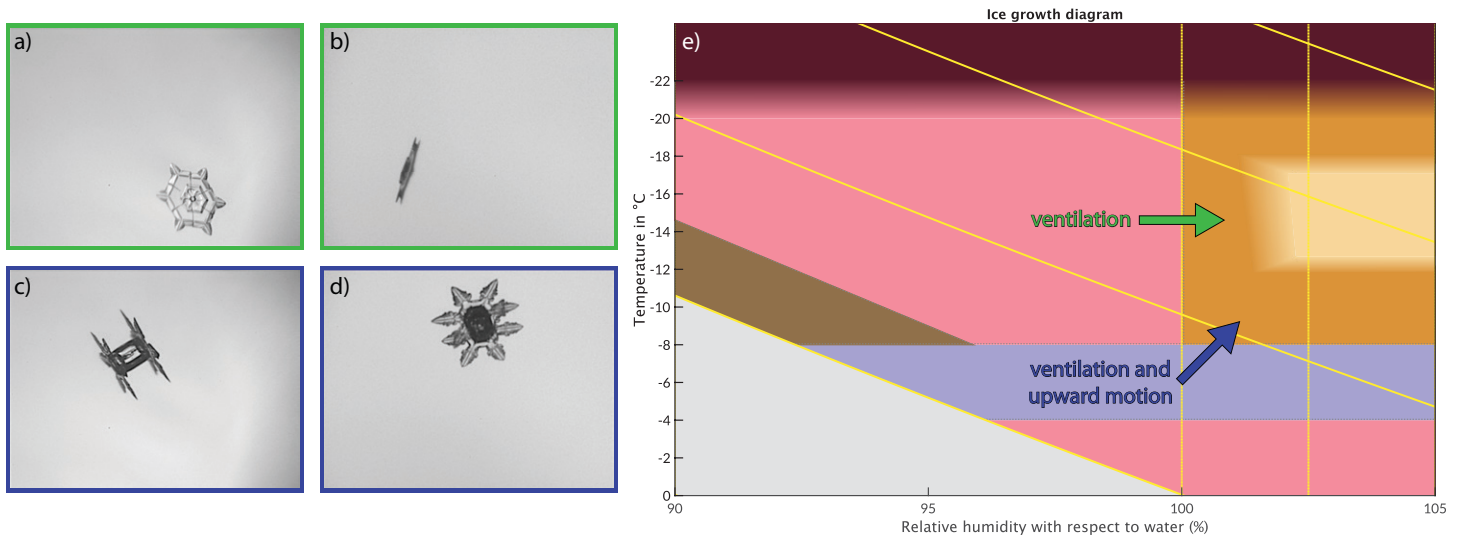 a)
b)
c)
d)
Ice growth diagram
e)
-22
-20
-18
-16
-14
-12
-10
-8
-6
-4
-2
0
Temperature in °C
ventilation
ventilation and
upward motion
90
95
100
105
Relative humidity with respect to water (%)